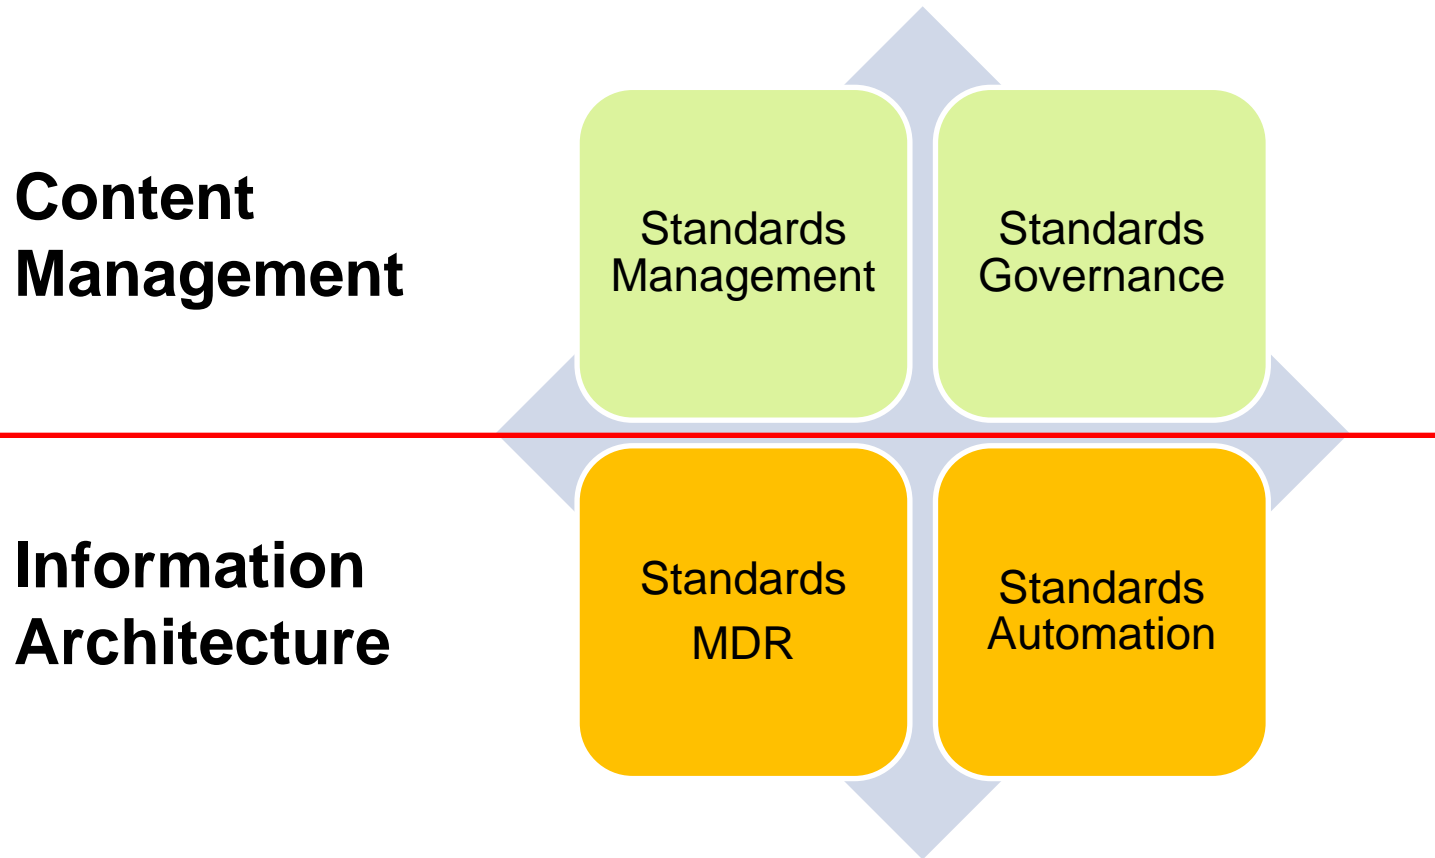 Content
Management
Standards
Management
Standards
Governance
Information
Architecture
Standards
MDR
Standards
Automation